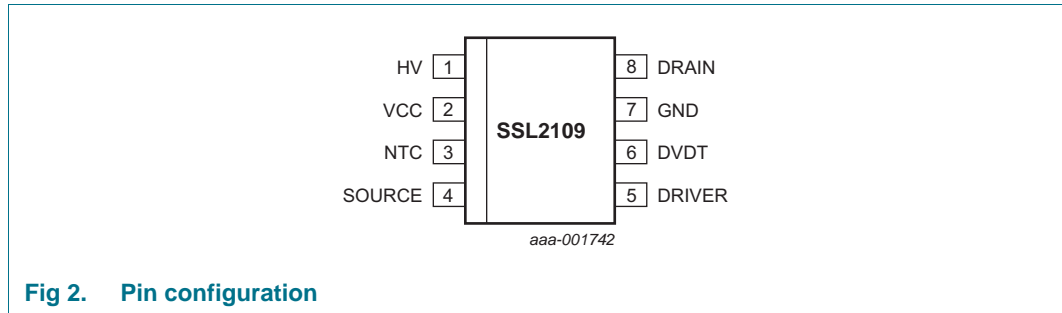 HV 1
VCC 2
NTC 3
SOURCE 4
SSL2109
8 DRAIN
7 GND
6 DVDT
5 DRIVER
aaa-001742
Fig 2. Pin configuration